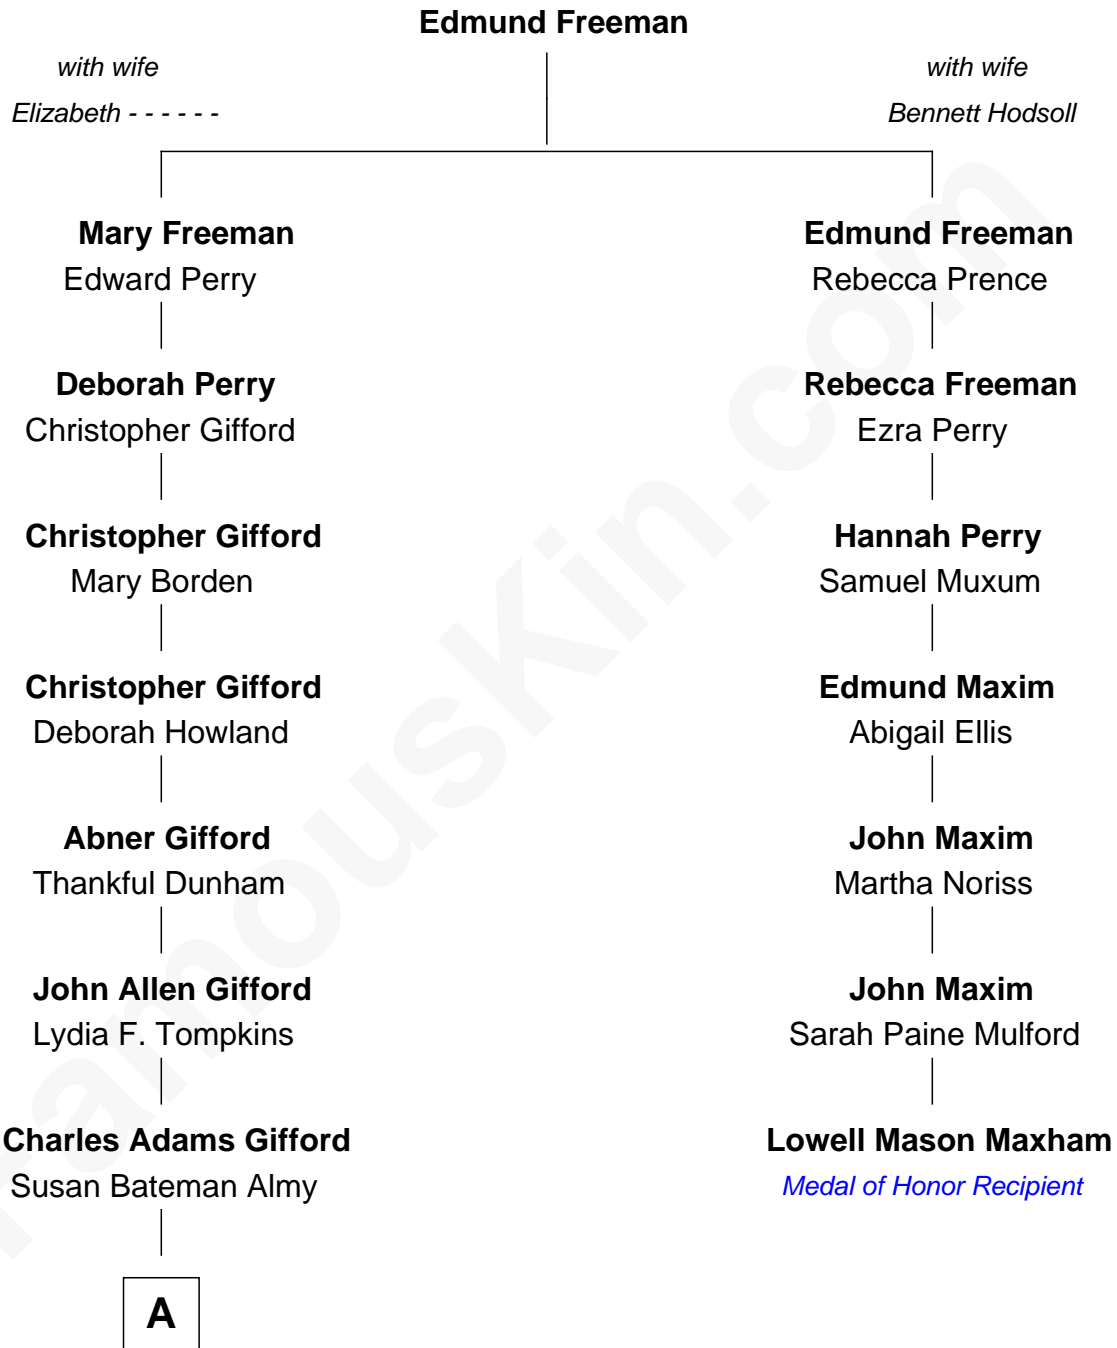 Edmund Freeman
with wife
with wife
Elizabeth - - - - - -
Bennett Hodsoll
Mary Freeman
Edmund Freeman
Edward Perry
Rebecca Prence
Deborah Perry
Rebecca Freeman
Christopher Gifford
Ezra Perry
Christopher Gifford
Hannah Perry
Mary Borden
Samuel Muxum
Christopher Gifford
Edmund Maxim
Deborah Howland
Abigail Ellis
Abner Gifford
John Maxim
Thankful Dunham
Martha Noriss
John Allen Gifford
John Maxim
Lydia F. Tompkins
Sarah Paine Mulford
Charles Adams Gifford
Lowell Mason Maxham
Susan Bateman Almy
Medal of Honor Recipient
A
FamousKin.com